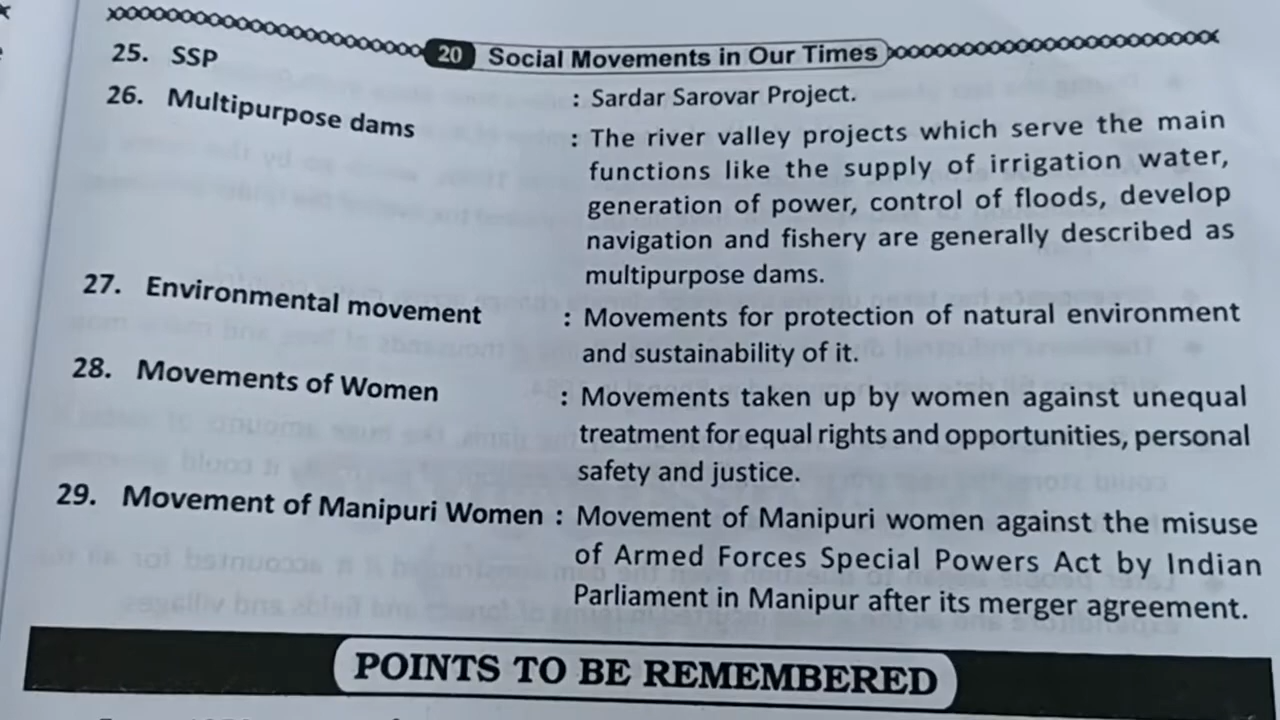 20 Social Movements in Our Times
25. SSP : Sardar Sarovar Project.
26. Multipurpose dams : The river valley projects which serve the main
functions like the supply of irrigation water,
generation of power, control of floods, develop
navigation and fishery are generally described as
multipurpose dams.
27. Environmental movement : Movements for protection of natural environment
and sustainability of it.
28. Movements of Women : Movements taken up by women against unequal
treatment for equal rights and opportunities, personal
safety and justice.
29. Movement of Manipuri Women : Movement of Manipuri women against the misuse
of Armed Forces Special Powers Act by Indian
Parliament in Manipur after its merger agreement.
POINTS TO BE REMEMBERED